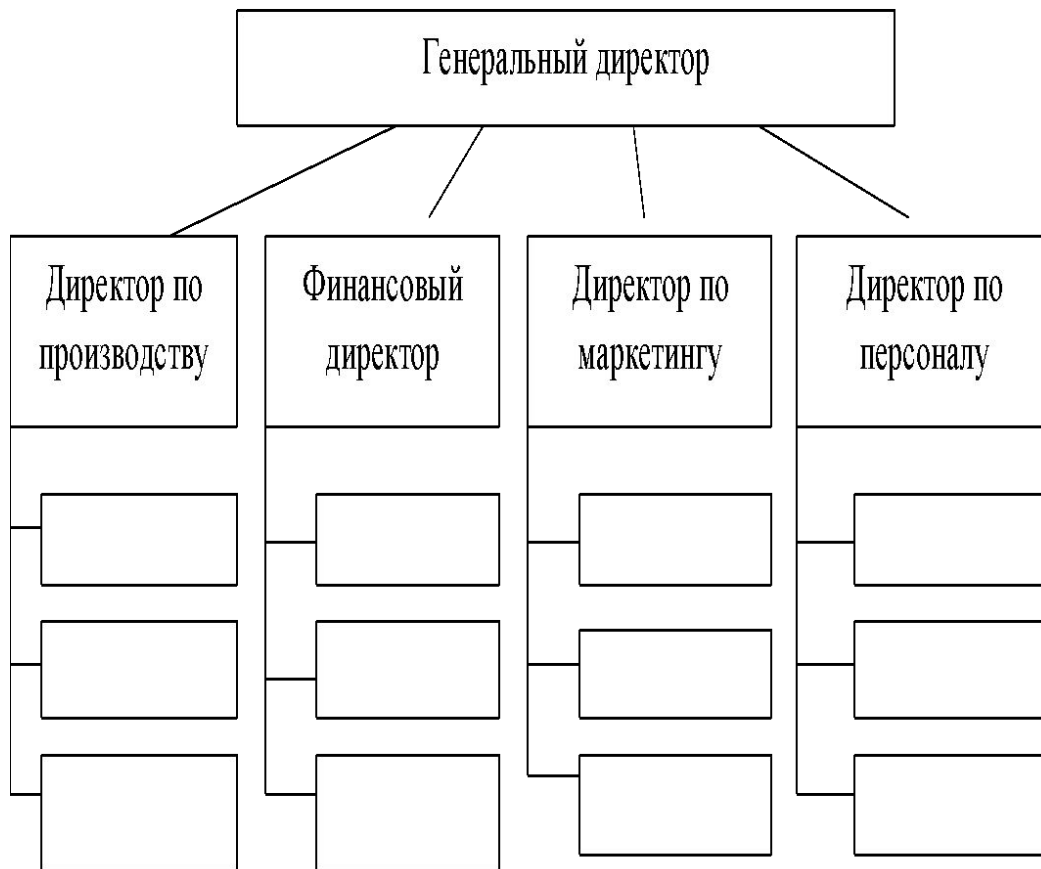 Генеральный директор
Директор по
производству
Финансовый
директор
Директор по
маркетингу
Директор по
персоналу